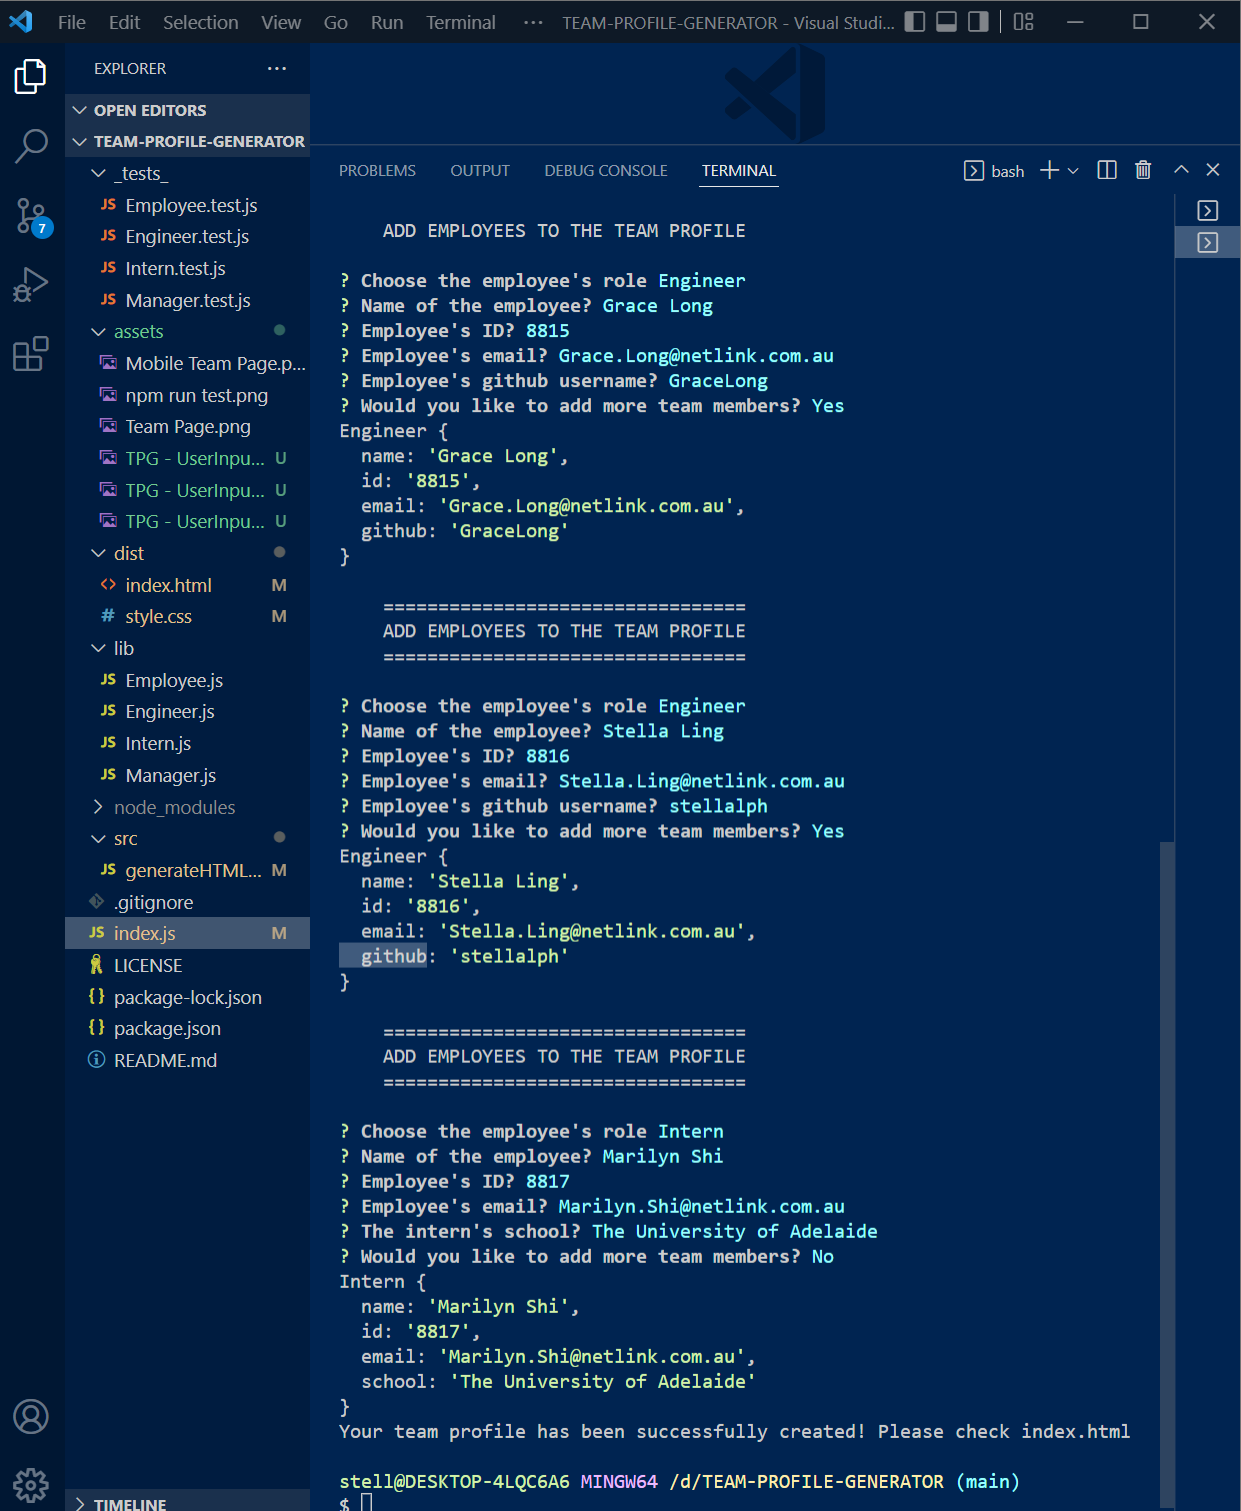 File Edit Selection View Go Run Terminal ··· TEAM-PROFILE-GENERATOR - Visual Studi...
EXPLORER ···
OPEN EDITORS
TEAM-PROFILE-GENERATOR
_tests_
JS Employee.test.js
JS Engineer.test.js
JS Intern.test.js
JS Manager.test.js
assets
Mobile Team Page.p...
npm run test.png
Team Page.png
TPG - UserInpu... U
TPG - UserInpu... U
TPG - UserInpu... U
dist
<> index.html M
# style.css M
lib
JS Employee.js
JS Engineer.js
JS Intern.js
JS Manager.js
node_modules
src
JS generateHTML... M
.gitignore
JS index.js M
LICENSE
{} package-lock.json
{} package.json
README.md
TIMELINE
7
PROBLEMS OUTPUT DEBUG CONSOLE TERMINAL bash
ADD EMPLOYEES TO THE TEAM PROFILE
? Choose the employee's role Engineer
? Name of the employee? Grace Long
? Employee's ID? 8815
? Employee's email? Grace.Long@netlink.com.au
? Employee's github username? GraceLong
? Would you like to add more team members? Yes
Engineer {
name: 'Grace Long',
id: '8815',
email: 'Grace.Long@netlink.com.au',
github: 'GraceLong'
}
=================================
ADD EMPLOYEES TO THE TEAM PROFILE
=================================
? Choose the employee's role Engineer
? Name of the employee? Stella Ling
? Employee's ID? 8816
? Employee's email? Stella.Ling@netlink.com.au
? Employee's github username? stellalph
? Would you like to add more team members? Yes
Engineer {
name: 'Stella Ling',
id: '8816',
email: 'Stella.Ling@netlink.com.au',
github: 'stellalph'
}
=================================
ADD EMPLOYEES TO THE TEAM PROFILE
=================================
? Choose the employee's role Intern
? Name of the employee? Marilyn Shi
? Employee's ID? 8817
? Employee's email? Marilyn.Shi@netlink.com.au
? The intern's school? The University of Adelaide
? Would you like to add more team members? No
Intern {
name: 'Marilyn Shi',
id: '8817',
email: 'Marilyn.Shi@netlink.com.au',
school: 'The University of Adelaide'
}
Your team profile has been successfully created! Please check index.html
stell@DESKTOP-4LQC6A6 MINGW64 /d/TEAM-PROFILE-GENERATOR (main)
$